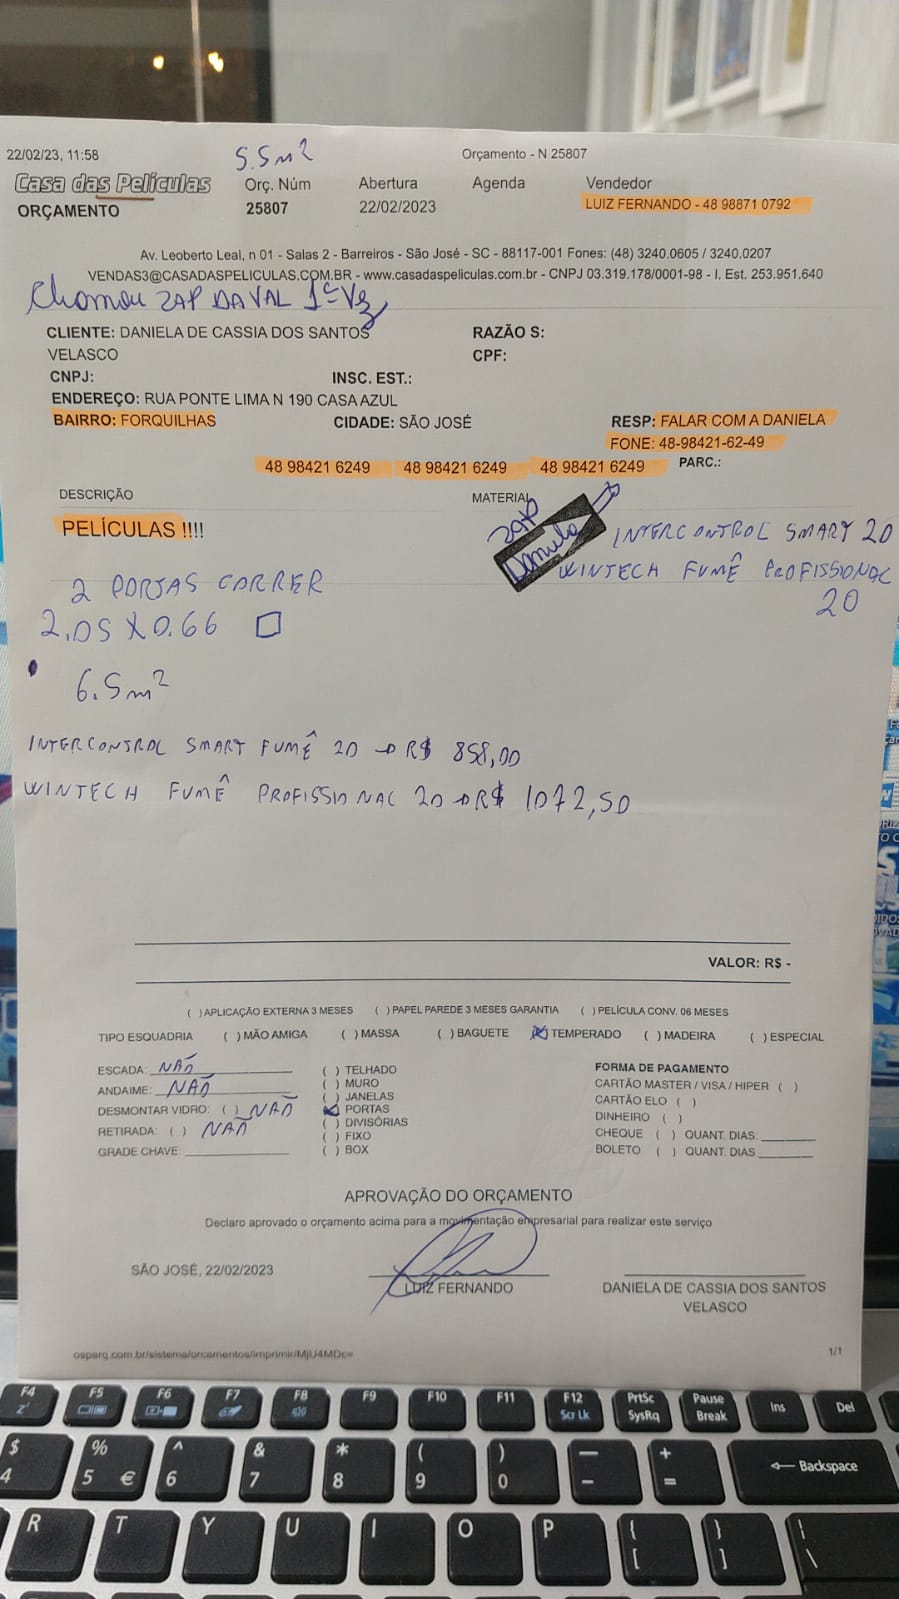 22/02/23, 11:58
Orçamento - N 25807
5.5m²
Casa das Películas
ORÇAMENTO
Orç. Núm
25807
Abertura
22/02/2023
Agenda
Vendedor
LUIZ FERNANDO - 48 98871 0792
Av. Leoberto Leal, n 01 - Salas 2 - Barreiros - São José - SC - 88117-001 Fones: (48) 3240.0605 / 3240.0207
VENDAS3@CASADASPELICULAS.COM.BR - www.casadaspeliculas.com.br - CNPJ 03.319.178/0001-98 - I. Est. 253.951.640
Chamou ZAP DAVAL 1ª Vez
CLIENTE: DANIELA DE CASSIA DOS SANTOS
VELASCO
RAZÃO S:
CPF:
CNPJ:
INSC. EST.:
ENDEREÇO: RUA PONTE LIMA N 190 CASA AZUL
BAIRRO: FORQUILHAS
CIDADE: SÃO JOSÉ
RESP: FALAR COM A DANIELA
FONE: 48-98421-62-49
48 98421 6249 48 98421 6249 48 98421 6249 PARC.:
DESCRIÇÃO
MATERIAL
PELÍCULAS !!!!
ZAP
Daniela
INTERCONTROL SMART 20
WINTECH FUMÊ PROFISSIONAL
20
2 PORTAS CORRER
2.05 X 0.66
6.5m²
INTERCONTROL SMART FUMÊ 20 → R$ 858,00
WINTECH FUMÊ PROFISSIONAL 20 → R$ 1072,50
VALOR: R$ -
( )APLICAÇÃO EXTERNA 3 MESES ( ) PAPEL PAREDE 3 MESES GARANTIA ( ) PELÍCULA CONV. 06 MESES
TIPO ESQUADRIA ( ) MÃO AMIGA ( ) MASSA ( ) BAGUETE (X) TEMPERADO ( ) MADEIRA ( ) ESPECIAL
ESCADA: NÃO
ANDAIME: NÃO
DESMONTAR VIDRO: ( ) NÃO
RETIRADA: ( ) NÃO
GRADE CHAVE:
( ) TELHADO
( ) MURO
( ) JANELAS
(✓) PORTAS
( ) DIVISÓRIAS
( ) FIXO
( ) BOX
FORMA DE PAGAMENTO
CARTÃO MASTER / VISA / HIPER ( )
CARTÃO ELO ( )
DINHEIRO ( )
CHEQUE ( ) QUANT. DIAS:
BOLETO ( ) QUANT. DIAS
APROVAÇÃO DO ORÇAMENTO
Declaro aprovado o orçamento acima para a movimentação empresarial para realizar este serviço
SÃO JOSÉ, 22/02/2023
LUIZ FERNANDO
DANIELA DE CASSIA DOS SANTOS
VELASCO
osparq.com.br/sistema/orcamentos/imprimir/MjU4MDc=
1/1
F4 F5 F6 F7 F8 F9 F10 F11 F12 PrtSc Pause Ins Del
Scr Lk SysRq Break
$ % ^ & * ( ) — + Backspace
4 5 € 6 7 8 9 0 - =
R T Y U I O P { }
[ ] \